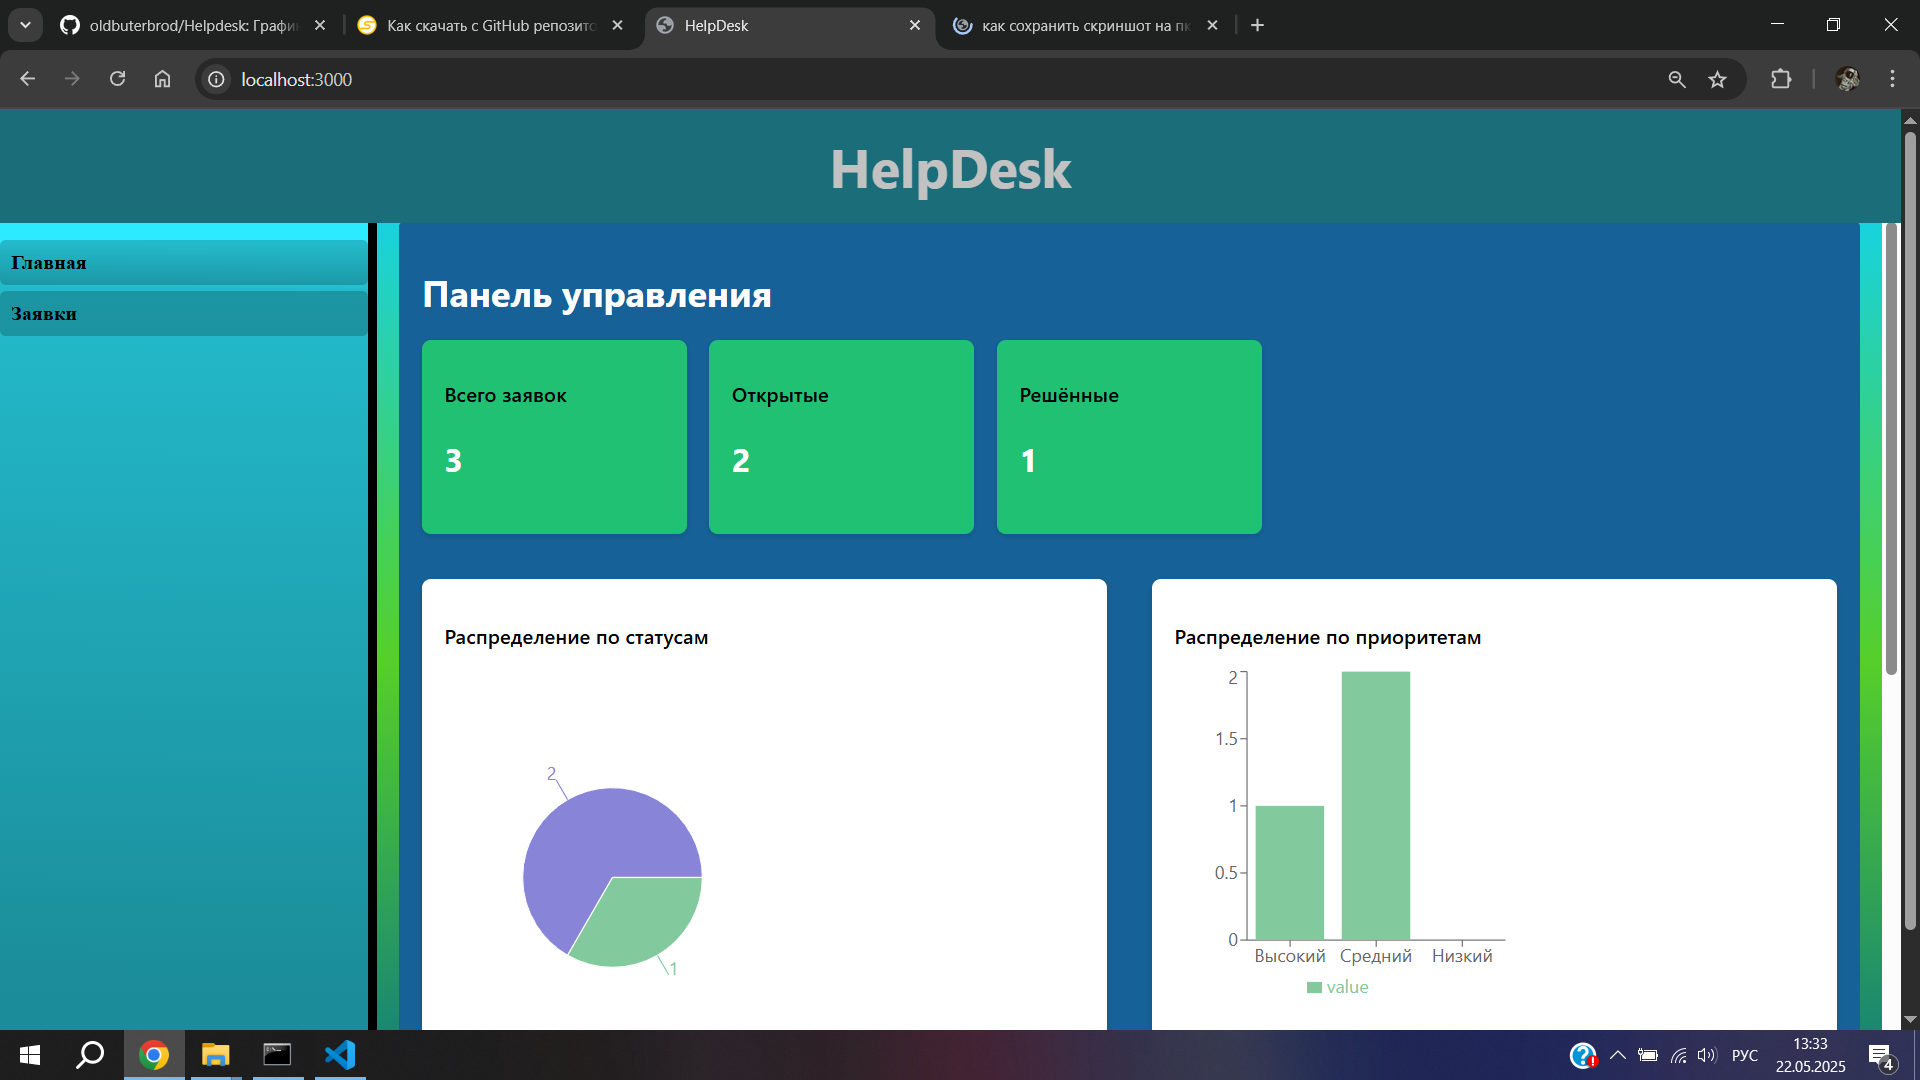 oldbuterbrod/Helpdesk: Графи
Как скачать с GitHub репозито
HelpDesk
как сохранить скриншот на пк
localhost:3000
HelpDesk
Главная
Заявки
Панель управления
Всего заявок
3
Открытые
2
Решённые
1
Распределение по статусам
2
1
Распределение по приоритетам
2
1.5
1
0.5
0
Высокий Средний Низкий
value
РУС
13:33
22.05.2025
4